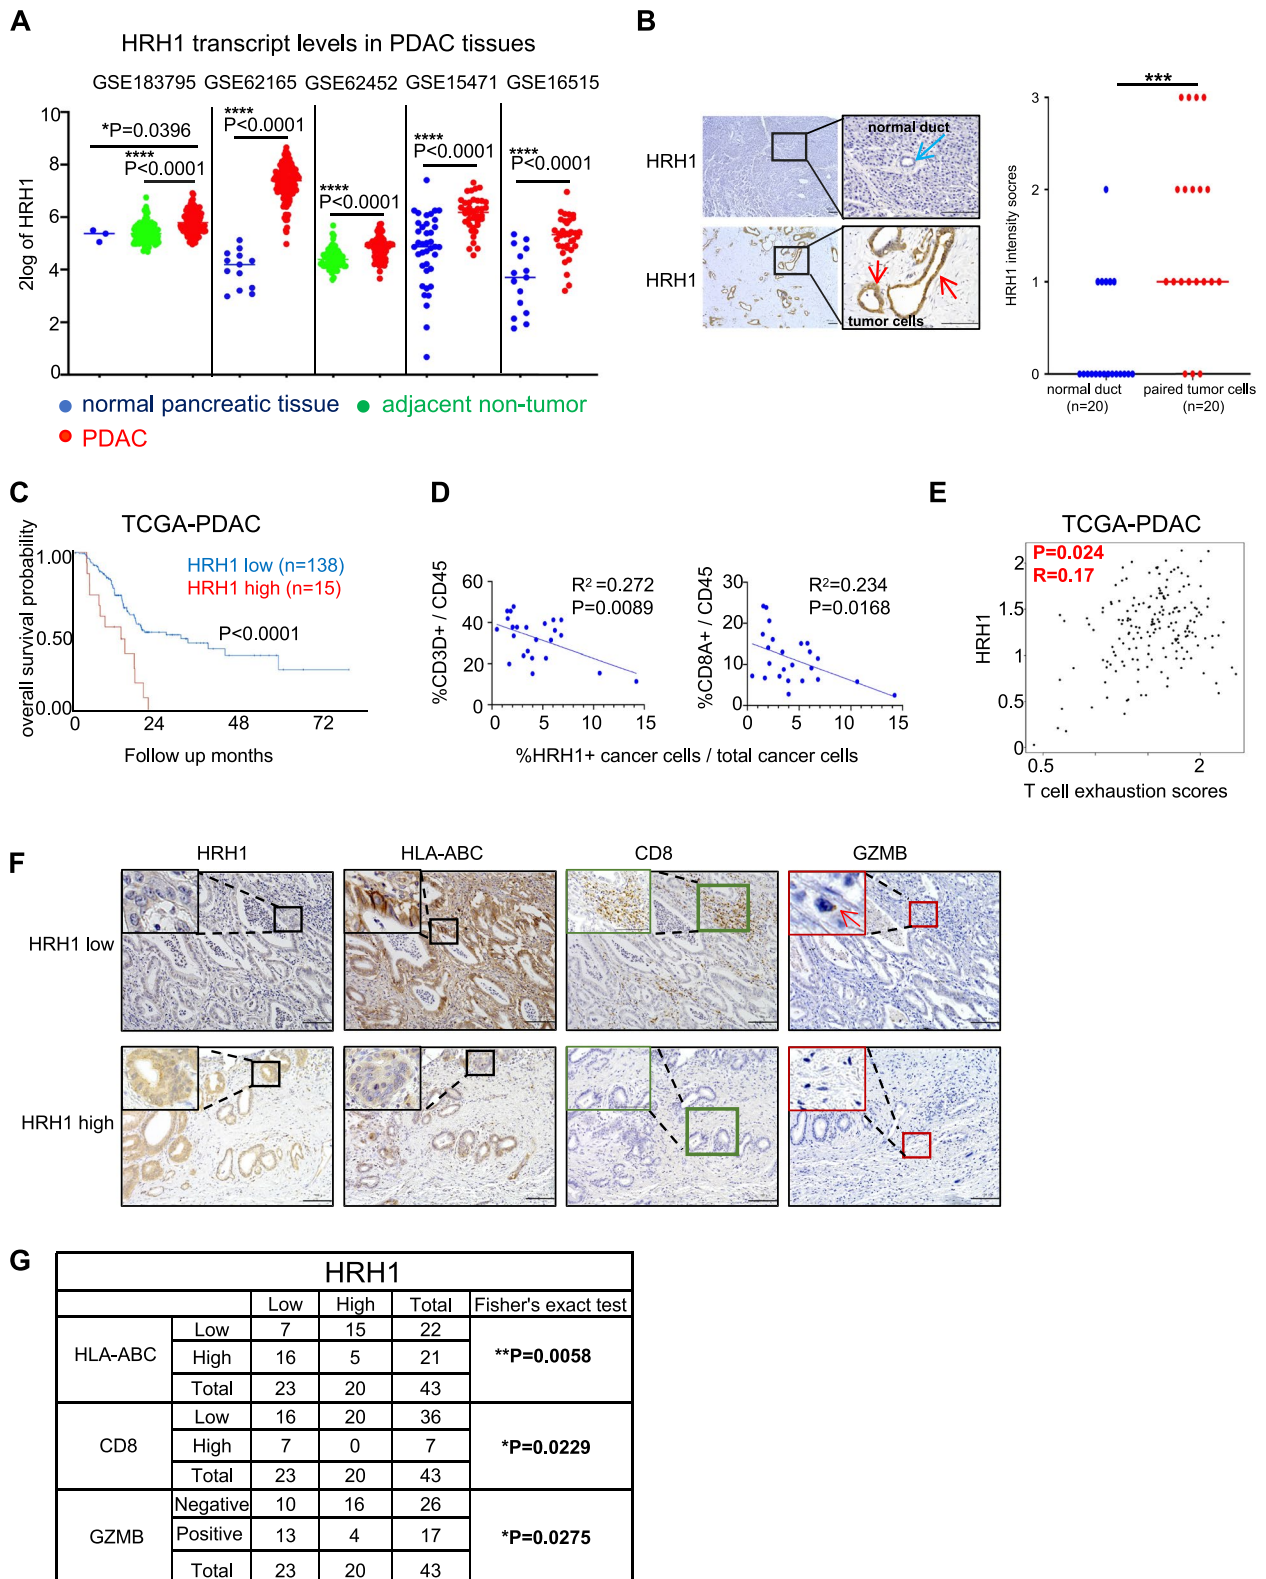 A
HRH1 transcript levels in PDAC tissues
GSE183795 GSE62165 GSE62452 GSE15471 GSE16515
2log of HRH1
10
8
6
4
2
0
*P=0.0396
****
P<0.0001
****
P<0.0001
****
P<0.0001
****
P<0.0001
****
P<0.0001
normal pancreatic tissue
adjacent non-tumor
PDAC
B
HRH1
normal duct
HRH1
tumor cells
***
HRH1 intensity socres
3
2
1
0
normal duct
(n=20)
paired tumor cells
(n=20)
C
TCGA-PDAC
overall survival probability
1.00
0.50
0.00
HRH1 low (n=138)
HRH1 high (n=15)
P<0.0001
0 24 48 72
Follow up months
D
%CD3D+ / CD45
60
40
20
0
R² =0.272
P=0.0089
0 5 10 15
%CD8A+ / CD45
30
20
10
0
R²=0.234
P=0.0168
0 5 10 15
%HRH1+ cancer cells / total cancer cells
E
TCGA-PDAC
P=0.024
R=0.17
HRH1
2
1.5
1
0.5
0
0.5 2
T cell exhaustion scores
F
HRH1 HLA-ABC CD8 GZMB
HRH1 low
HRH1 high
G
HRH1
Low High Total Fisher's exact test
HLA-ABC
Low 7 15 22
High 16 5 21
Total 23 20 43
**P=0.0058
CD8
Low 16 20 36
High 7 0 7
Total 23 20 43
*P=0.0229
GZMB
Negative 10 16 26
Positive 13 4 17
Total 23 20 43
*P=0.0275